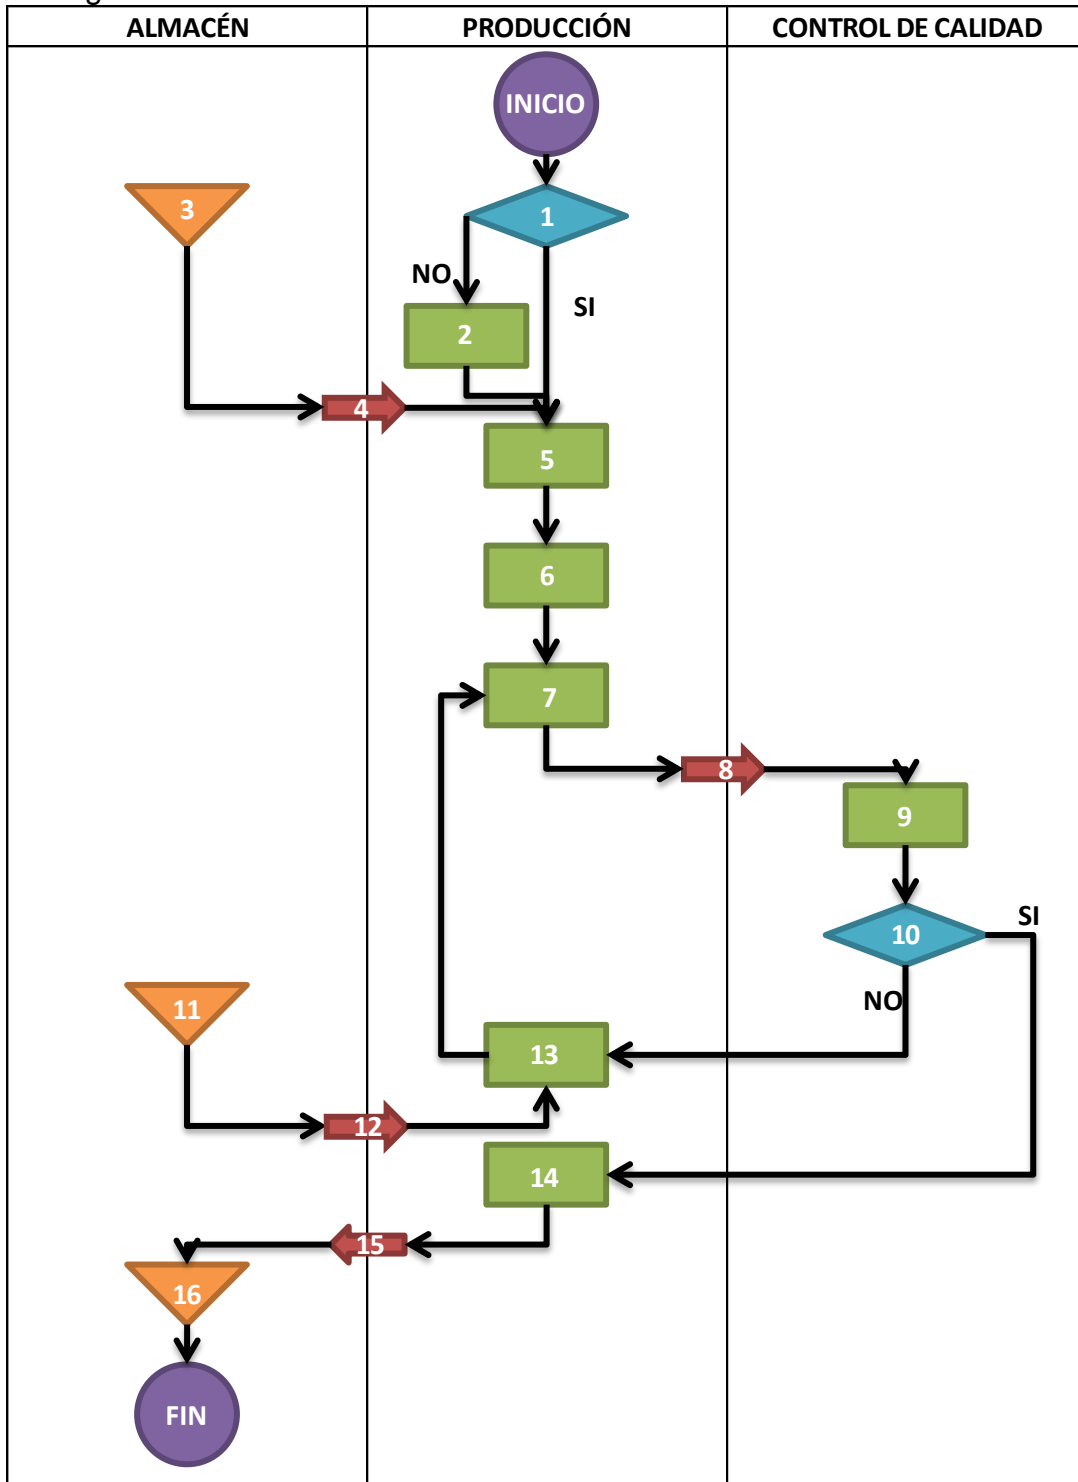 ALMACÉN
PRODUCCIÓN
CONTROL DE CALIDAD
INICIO
3
1
NO
SI
2
4
5
6
7
8
9
10
SI
NO
11
13
12
14
15
16
FIN